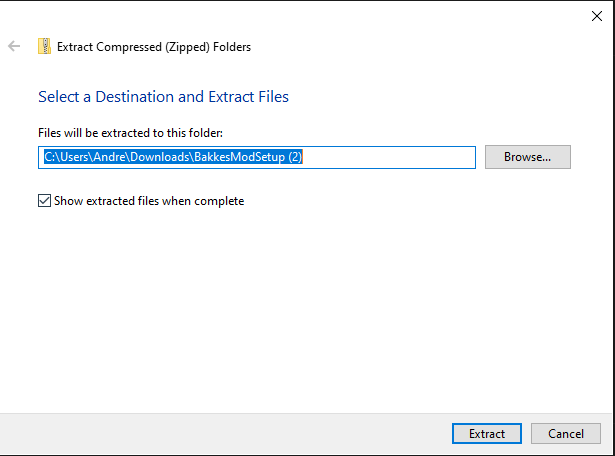 Extract Compressed (Zipped) Folders
Select a Destination and Extract Files
Files will be extracted to this folder:
C:\Users\Andre\Downloads\BakkesModSetup (2)
Browse...
Show extracted files when complete
Extract
Cancel